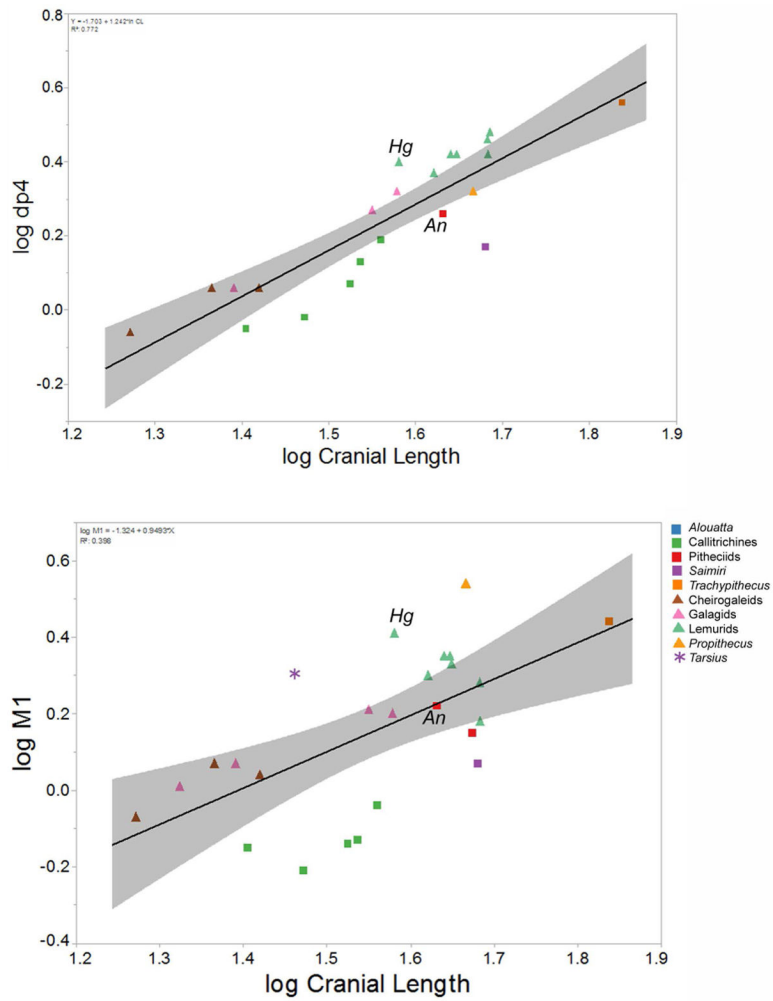 Y = -1.703 + 1.242*ln CL
R²: 0.772
0.8
0.6
0.4
0.2
0.0
-0.2
log dp4
Hg
An
1.2 1.3 1.4 1.5 1.6 1.7 1.8 1.9
log Cranial Length
log M1 = -1.324 + 0.9493*X
R²: 0.398
0.6
0.4
0.2
0.0
-0.2
-0.4
log M1
Hg
An
1.2 1.3 1.4 1.5 1.6 1.7 1.8 1.9
log Cranial Length
Alouatta
Callitrichines
Pitheciids
Saimiri
Trachypithecus
Cheirogaleids
Galagids
Lemurids
Propithecus
Tarsius